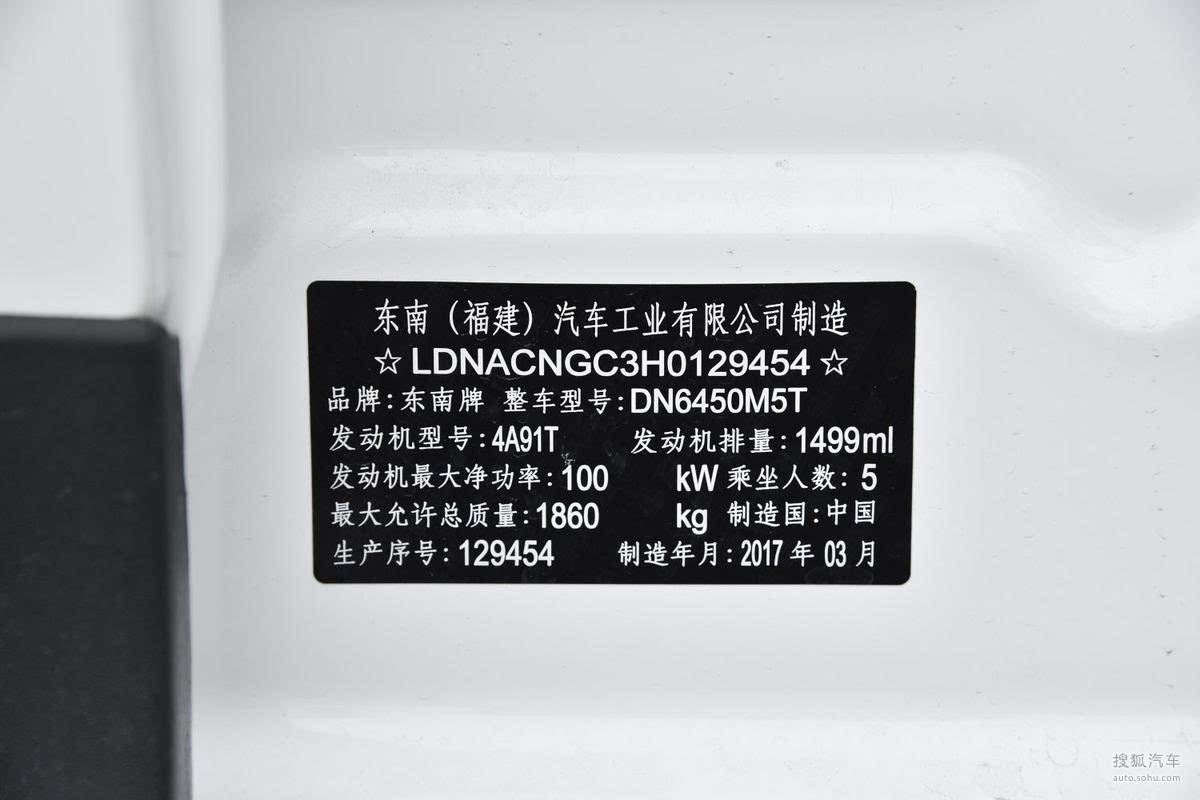 东南（福建）汽车工业有限公司制造
☆LDNACNGC3H0129454☆
品牌:东南牌 整车型号:DN6450M5T
发动机型号:4A91T 发动机排量:1499ml
发动机最大净功率:100 kW 乘坐人数:5
最大允许总质量:1860 kg 制造国:中国
生产序号:129454 制造年月:2017年03月
搜狐汽车
auto.sohu.com